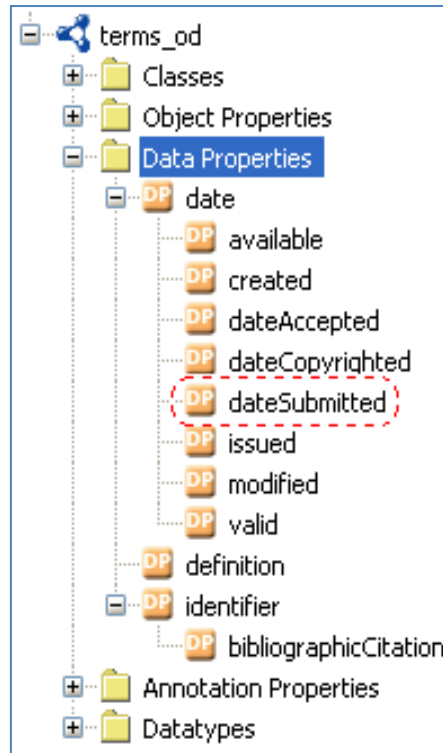 terms_od
Classes
Object Properties
Data Properties
DP date
DP available
DP created
DP dateAccepted
DP dateCopyrighted
DP dateSubmitted
DP issued
DP modified
DP valid
DP definition
DP identifier
DP bibliographicCitation
Annotation Properties
Datatypes